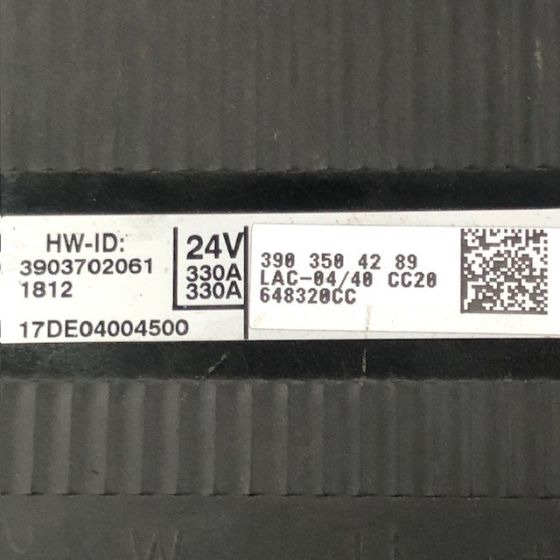 HW-ID:
3903702061
1812
17DE04004500
24V
330A
330A
390 350 42 89
LAC-04/40 CC20
648320CC
U W